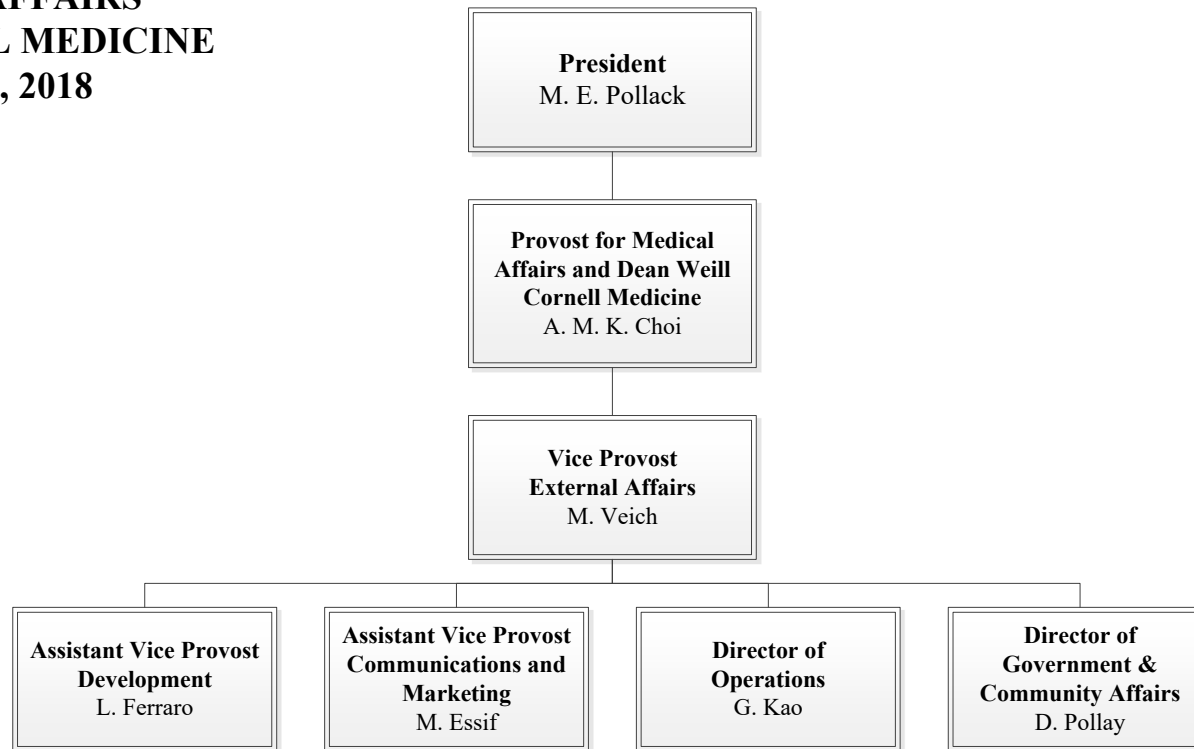 L MEDICINE
, 2018
President
M. E. Pollack
Provost for Medical
Affairs and Dean Weill
Cornell Medicine
A. M. K. Choi
Vice Provost
External Affairs
M. Veich
Assistant Vice Provost
Development
L. Ferraro
Assistant Vice Provost
Communications and
Marketing
M. Essif
Director of
Operations
G. Kao
Director of
Government &
Community Affairs
D. Pollay